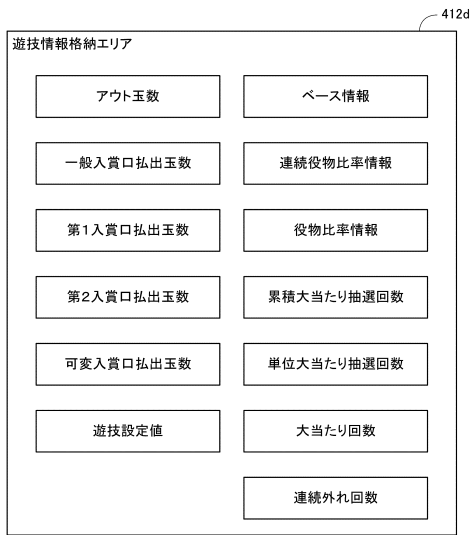 412d
遊技情報格納エリア
アウト玉数
ベース情報
一般入賞口払出玉数
連続役物比率情報
第1入賞口払出玉数
役物比率情報
第2入賞口払出玉数
累積大当たり抽選回数
可変入賞口払出玉数
単位大当たり抽選回数
遊技設定値
大当たり回数
連続外れ回数